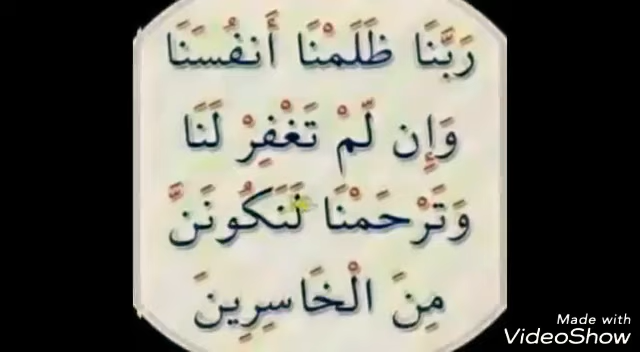 رَبَّنَا ظَلَمْنَا أَنفُسَنَا
وَإِن لَّمْ تَغْفِرْ لَنَا
وَتَرْحَمْنَا لَنَكُونَنَّ
مِنَ الْخَاسِرِينَ
Made with
VideoShow